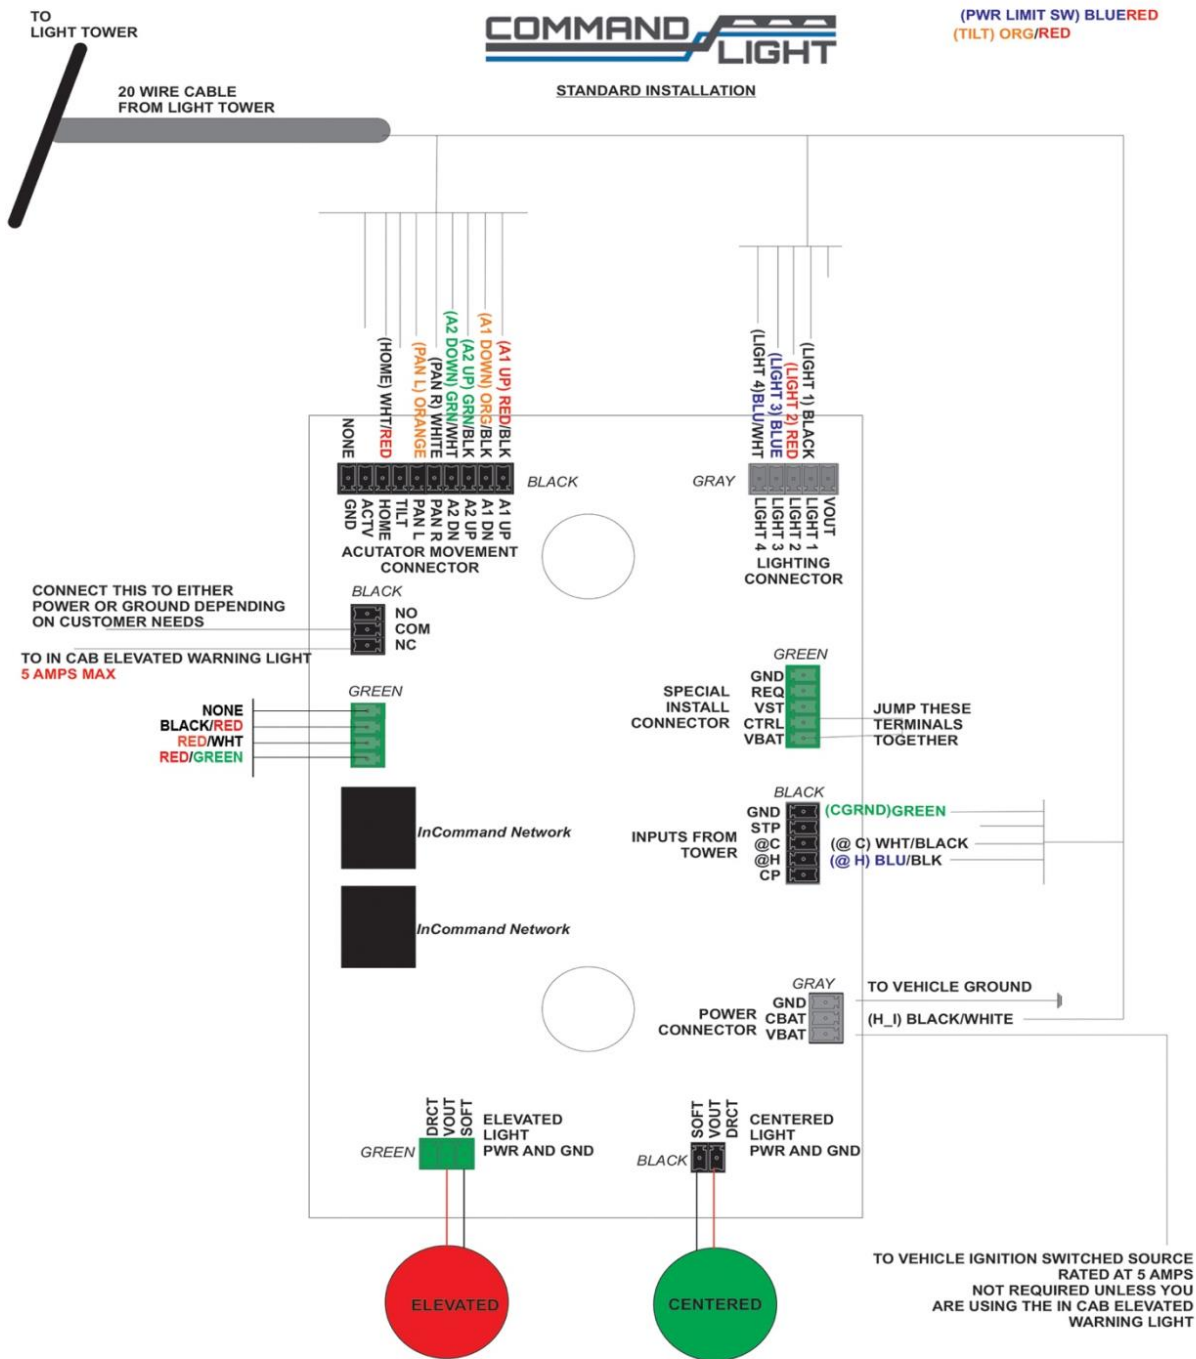 TO
LIGHT TOWER
COMMAND
LIGHT
(PWR LIMIT SW) BLUERED
(TILT) ORG/RED
STANDARD INSTALLATION
20 WIRE CABLE
FROM LIGHT TOWER
NONE
(HOME) WHT/RED
(PAN L) ORANGE
(PAN R) WHITE
(A2 DOWN) GRN/WHT
(A2 UP) GRN/BLK
(A1 DOWN) ORG/BLK
(A1 UP) RED/BLK
BLACK
GND
ACTV
HOME
TILT
PAN L
PAN R
A2 DN
A2 UP
A1 DN
A1 UP
ACUTATOR MOVEMENT
CONNECTOR
(LIGHT 4)BLU/WHT
(LIGHT 3) BLUE
(LIGHT 2) RED
(LIGHT 1) BLACK
GRAY
LIGHT 4
LIGHT 3
LIGHT 2
LIGHT 1
VOUT
LIGHTING
CONNECTOR
CONNECT THIS TO EITHER
POWER OR GROUND DEPENDING
ON CUSTOMER NEEDS
BLACK
NO
COM
NC
TO IN CAB ELEVATED WARNING LIGHT
5 AMPS MAX
GREEN
NONE
BLACK/RED
RED/WHT
RED/GREEN
GREEN
SPECIAL
INSTALL
CONNECTOR
GND
REQ
VST
CTRL
VBAT
JUMP THESE
TERMINALS
TOGETHER
InCommand Network
InCommand Network
BLACK
INPUTS FROM
TOWER
GND
STP
@C
@H
CP
(CGRND)GREEN
(@ C) WHT/BLACK
(@ H) BLU/BLK
GRAY
POWER
CONNECTOR
GND
CBAT
VBAT
TO VEHICLE GROUND
(H_I) BLACK/WHITE
DRCT
VOUT
SOFT
GREEN
ELEVATED
LIGHT
PWR AND GND
SOFT
VOUT
DRCT
BLACK
CENTERED
LIGHT
PWR AND GND
ELEVATED
CENTERED
TO VEHICLE IGNITION SWITCHED SOURCE
RATED AT 5 AMPS
NOT REQUIRED UNLESS YOU
ARE USING THE IN CAB ELEVATED
WARNING LIGHT